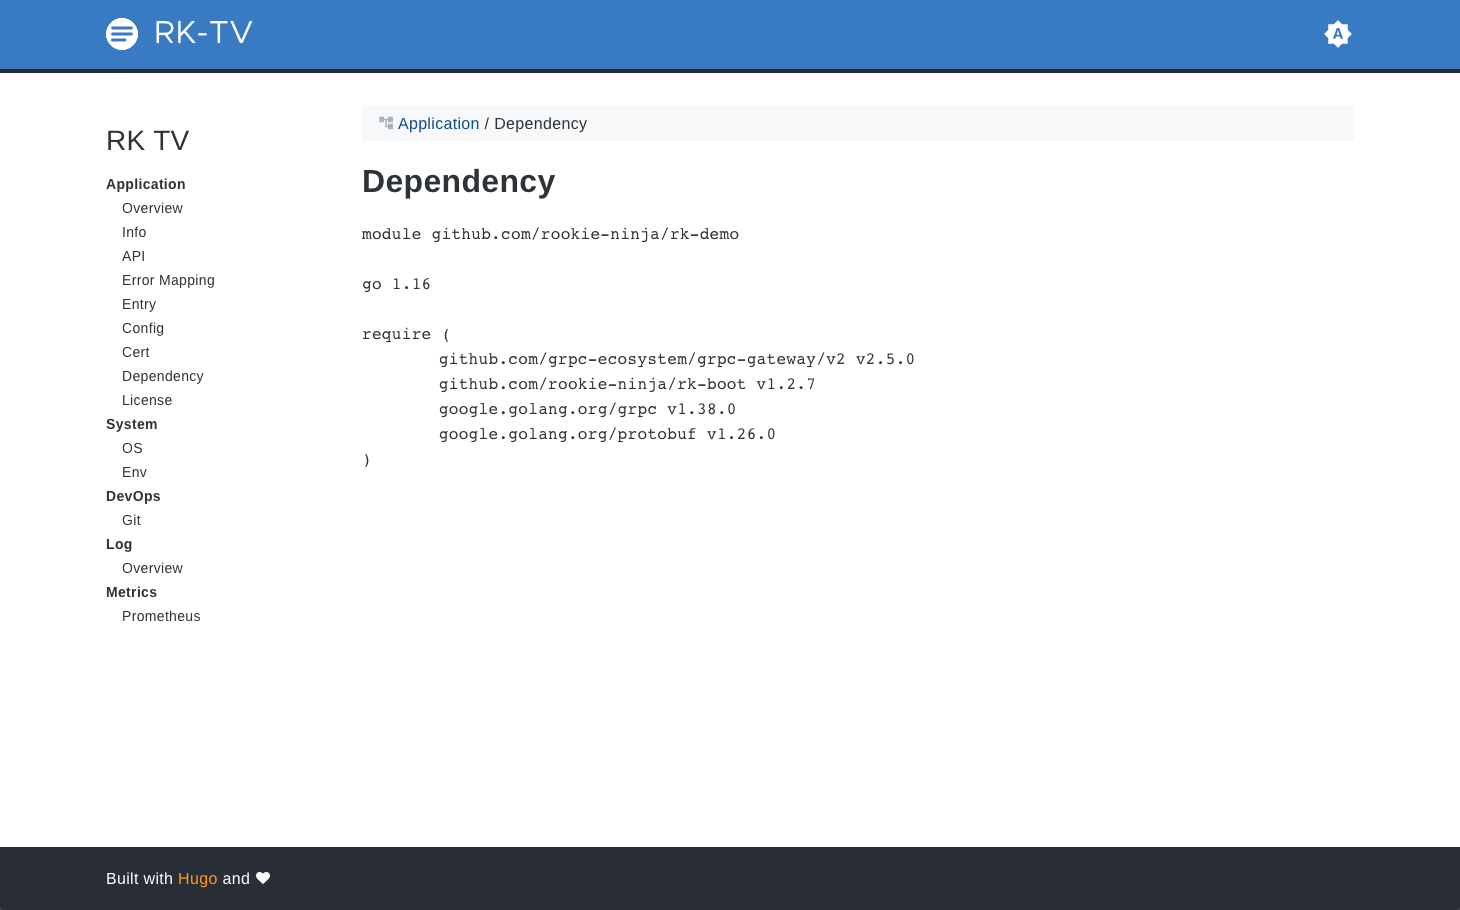 RK-TV
A
RK TV
Application
Overview
Info
API
Error Mapping
Entry
Config
Cert
Dependency
License
System
OS
Env
DevOps
Git
Log
Overview
Metrics
Prometheus
Application / Dependency
Dependency
module github.com/rookie-ninja/rk-demo
go 1.16
require (
github.com/grpc-ecosystem/grpc-gateway/v2 v2.5.0
github.com/rookie-ninja/rk-boot v1.2.7
google.golang.org/grpc v1.38.0
google.golang.org/protobuf v1.26.0
)
Built with Hugo and